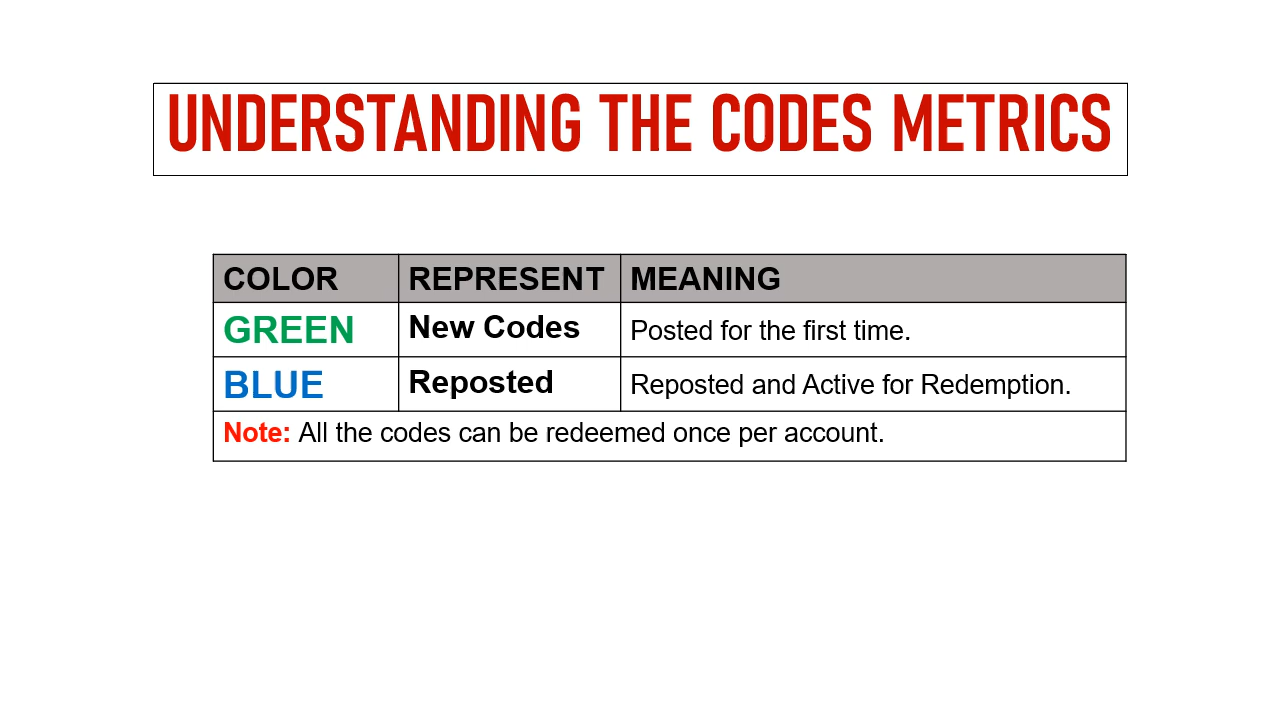 UNDERSTANDING THE CODES METRICS
COLOR REPRESENT MEANING
GREEN New Codes Posted for the first time.
BLUE Reposted Reposted and Active for Redemption.
Note: All the codes can be redeemed once per account.